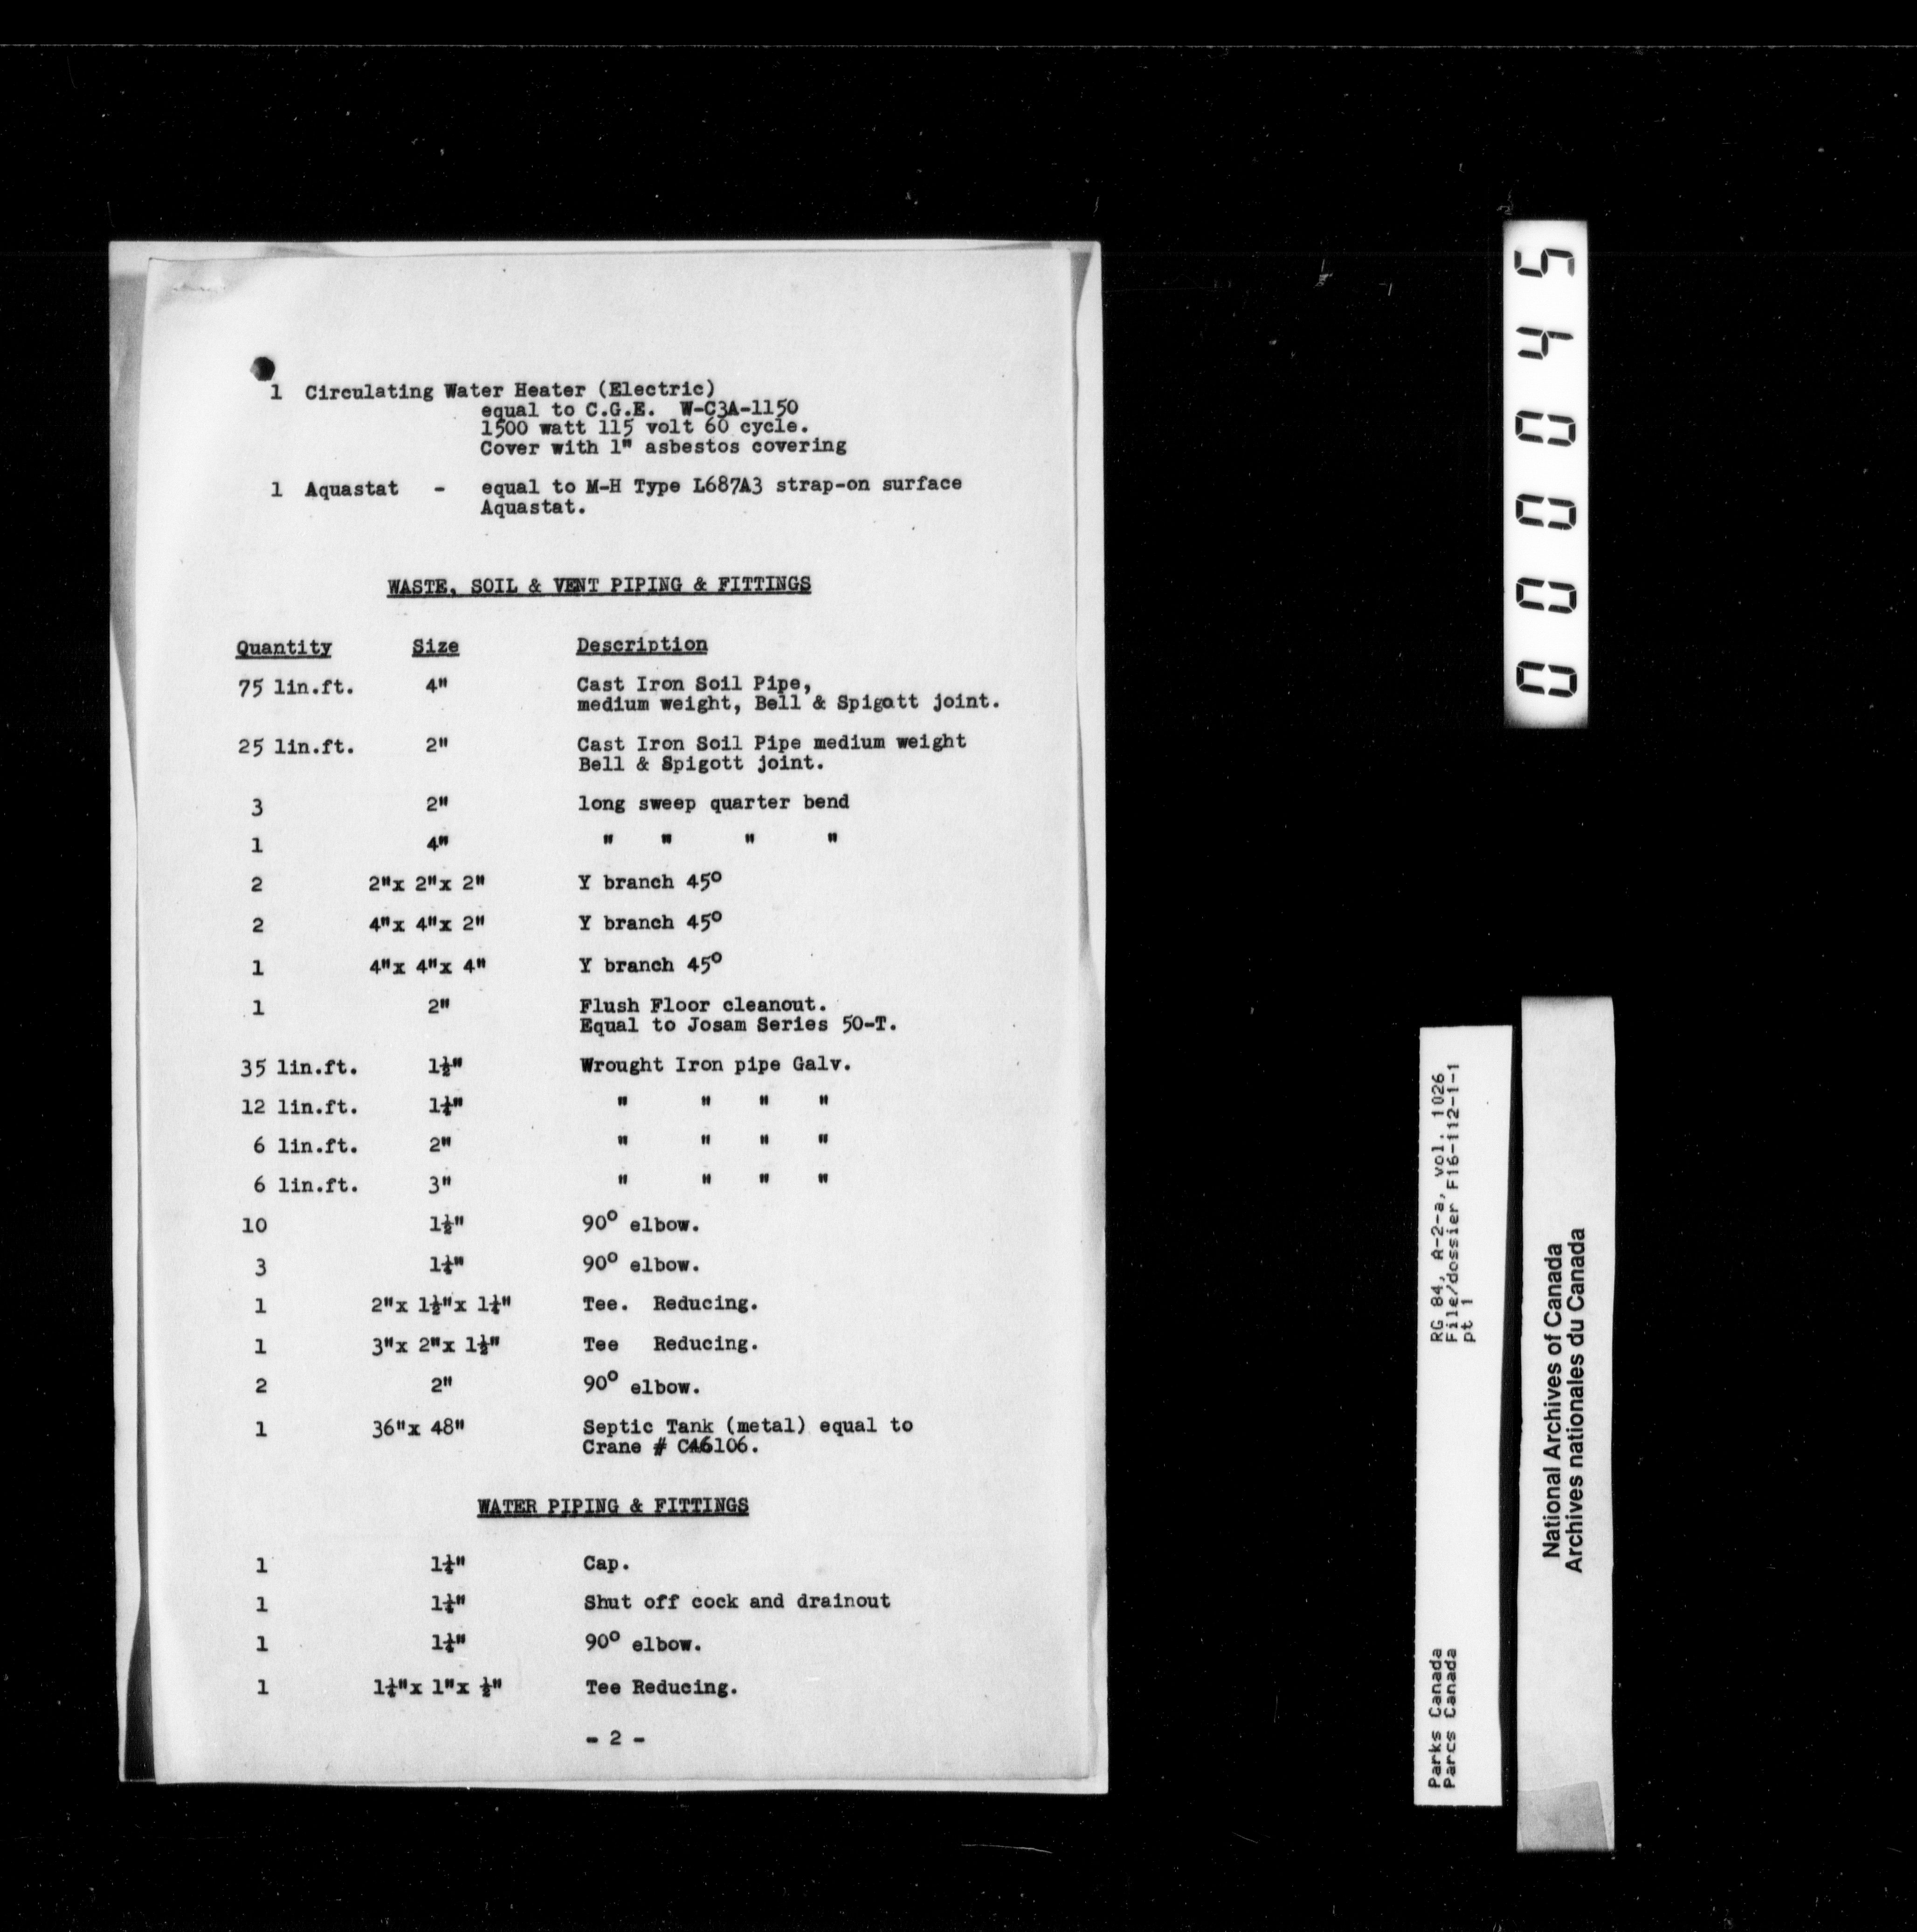 1 Circulating Water Heater (Electric)
equal to C.G.E. W-C3A-1150
1500 watt 115 volt 60 cycle.
Cover with 1" asbestos covering
1 Aquastat - equal to M-H Type L687A3 strap-on surface
Aquastat.
WASTE, SOIL & VENT PIPING & FITTINGS
Quantity Size Description
75 lin.ft. 4" Cast Iron Soil Pipe,
medium weight, Bell & Spigott joint.
25 lin.ft. 2" Cast Iron Soil Pipe medium weight
Bell & Spigott joint.
3 2" long sweep quarter bend
1 4" " " " "
2 2"x 2"x 2" Y branch 45°
2 4"x 4"x 2" Y branch 45°
1 4"x 4"x 4" Y branch 45°
1 2" Flush Floor cleanout.
Equal to Josam Series 50-T.
35 lin.ft. 1½" Wrought Iron pipe Galv.
12 lin.ft. 1¼" " " " "
6 lin.ft. 2" " " " "
6 lin.ft. 3" " " " "
10 1½" 90° elbow.
3 1¼" 90° elbow.
1 2"x 1½"x 1¼" Tee. Reducing.
1 3"x 2"x 1½" Tee Reducing.
2 2" 90° elbow.
1 36"x 48" Septic Tank (metal) equal to
Crane # C46106.
WATER PIPING & FITTINGS
1 1¼" Cap.
1 1¼" Shut off cock and drainout
1 1¼" 90° elbow.
1 1¼"x 1"x ½" Tee Reducing.
- 2 -
000045
RG 84, A-2-a, vol. 1026
File/dossier F16-112-1-1
pt 1
Parks Canada
Parcs Canada
National Archives of Canada
Archives nationales du Canada